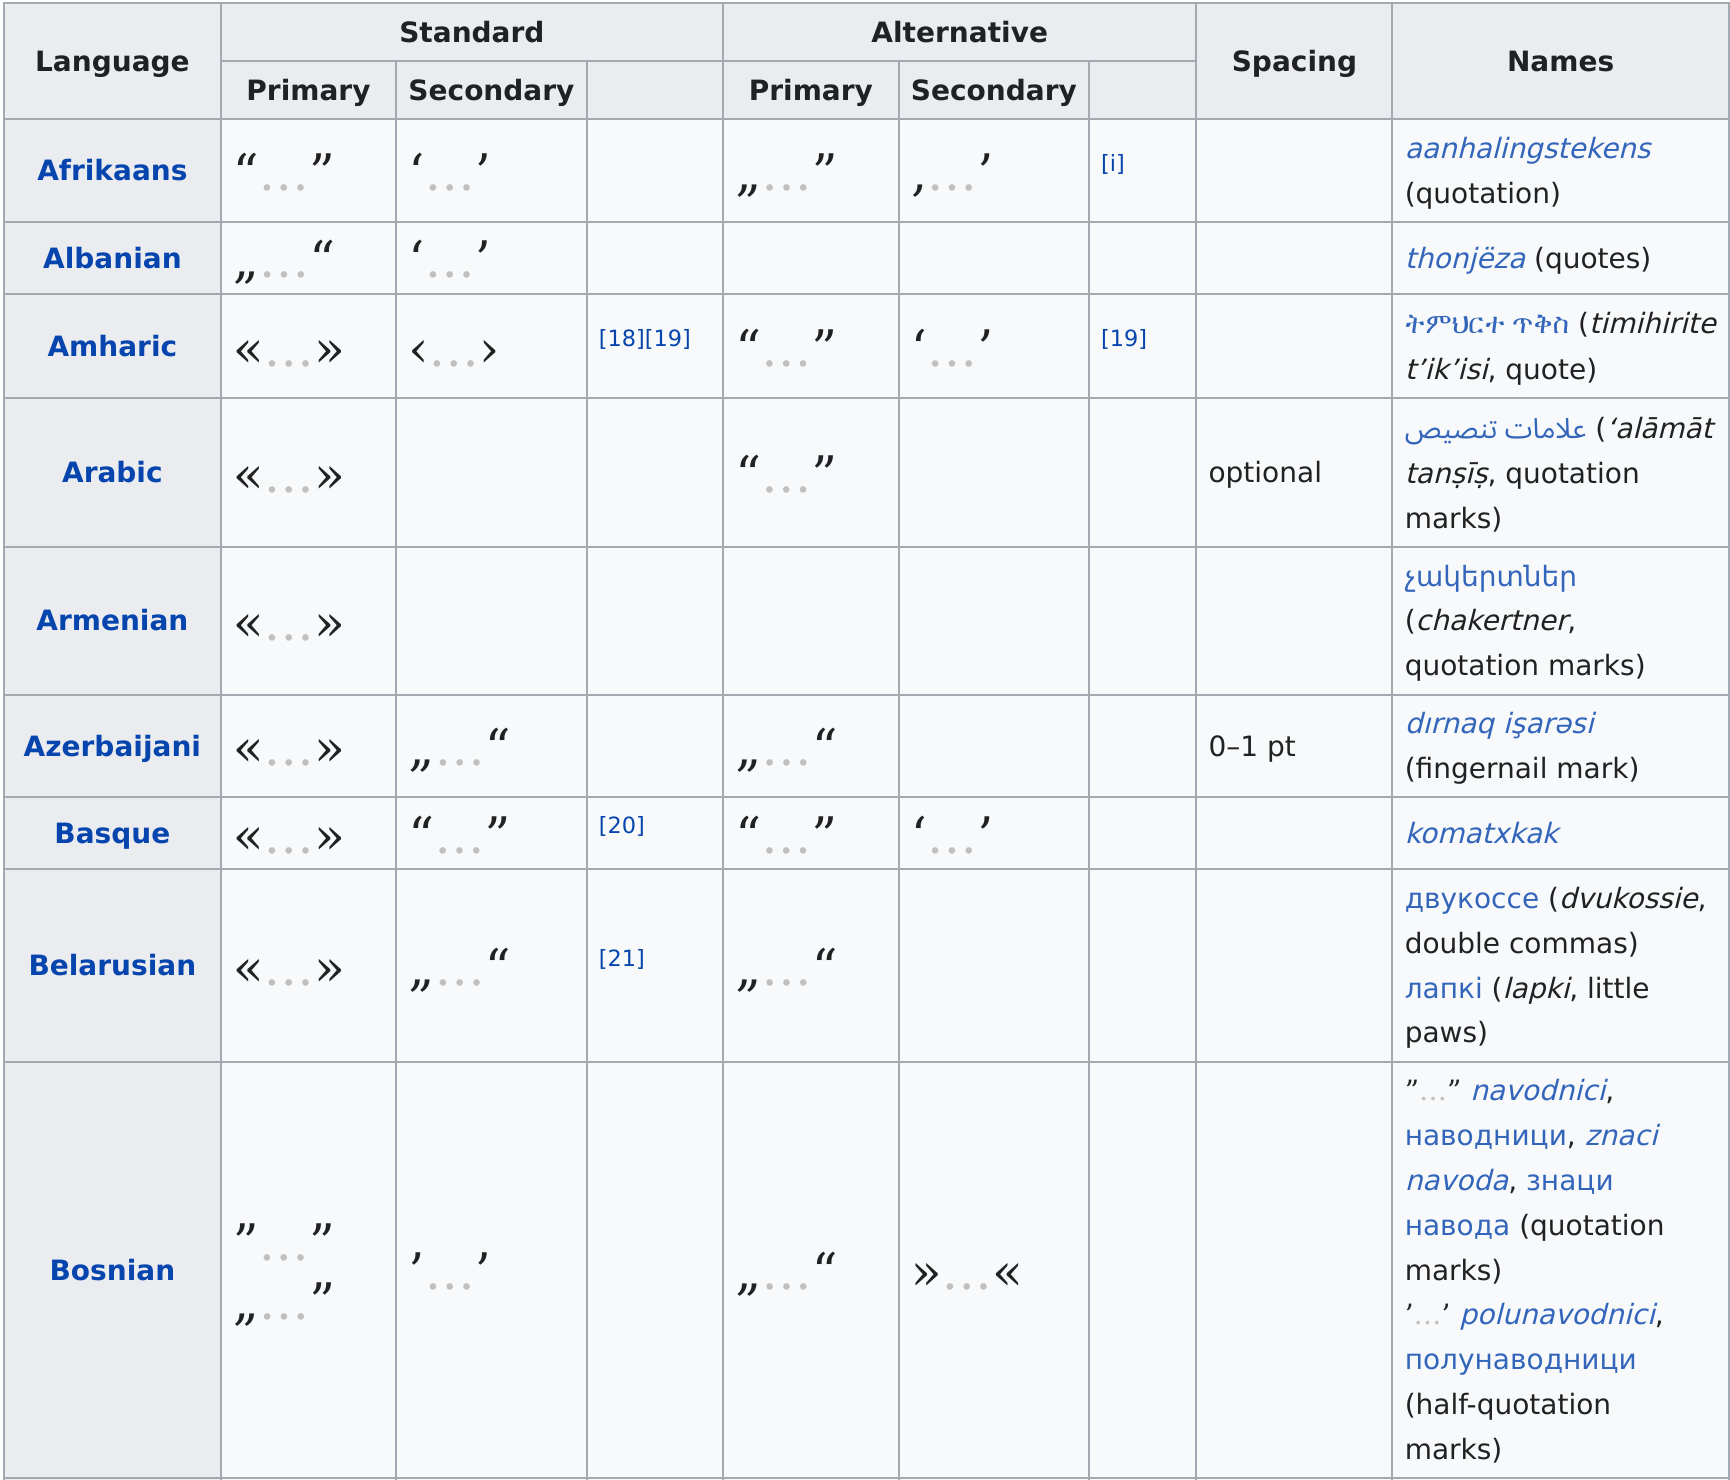 Language Standard Alternative Spacing Names
Primary Secondary Primary Secondary
Afrikaans “…” ‘…’ „…” ‚…’ [i] aanhalingstekens
(quotation)
Albanian „…“ ‘…’ thonjëza (quotes)
Amharic «…» ‹…› [18][19] “…” ‘…’ [19] ትምህርተ ጥቅስ (timihirite
t’ik’isi, quote)
Arabic «…» “…” optional علامات تنصيص (‘alāmāt
tanṣīṣ, quotation
marks)
Armenian «…» չակերտներ
(chakertner,
quotation marks)
Azerbaijani «…» „…“ „…“ 0–1 pt dırnaq işarəsi
(fingernail mark)
Basque «…» “…” [20] “…” ‘…’ komatxkak
Belarusian «…» „…“ [21] „…“ двукоссе (dvukossie,
double commas)
лапкі (lapki, little
paws)
Bosnian ”…” ’…’ „…“ »…« ”…” navodnici,
„…” наводници, znaci
navoda, знаци
навода (quotation
marks)
’…’ polunavodnici,
полунаводници
(half-quotation
marks)